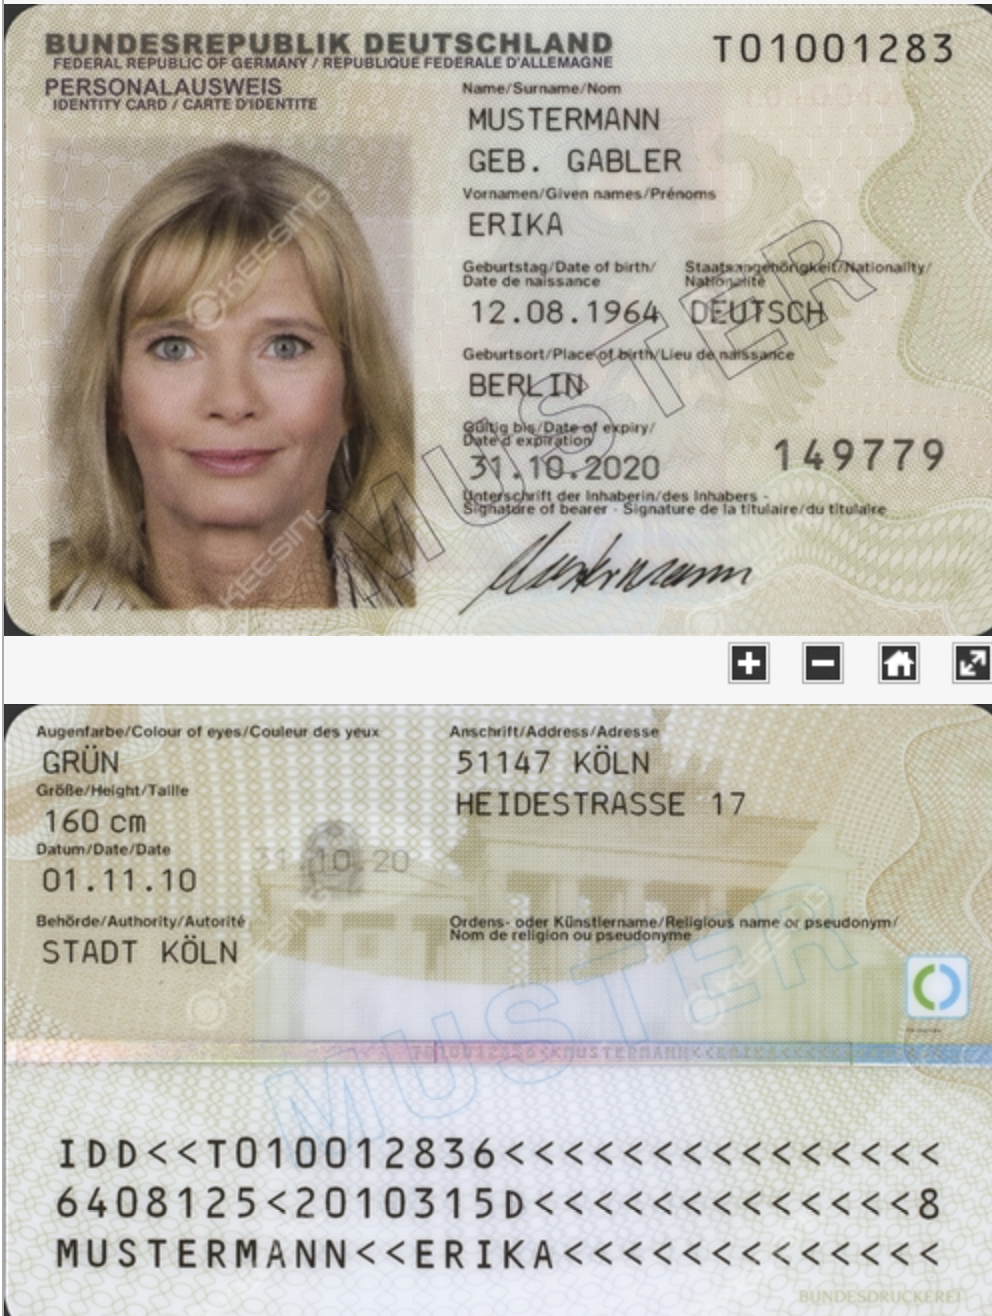 BUNDESREPUBLIK DEUTSCHLAND
FEDERAL REPUBLIC OF GERMANY / RÉPUBLIQUE FÉDÉRALE D'ALLEMAGNE
PERSONALAUSWEIS
IDENTITY CARD / CARTE D'IDENTITÉ
T01001283
Name/Surname/Nom
MUSTERMANN
GEB. GABLER
Vornamen/Given names/Prénoms
ERIKA
Geburtstag/Date of birth/
Date de naissance
12.08.1964
Staatsangehörigkeit/Nationality/
Nationalité
DEUTSCH
Geburtsort/Place of birth/Lieu de naissance
BERLIN
Gültig bis/Date of expiry/
Date d'expiration
31.10.2020
149779
Unterschrift der Inhaberin/des Inhabers -
Signature of bearer - Signature de la titulaire/du titulaire
Mustermann
MUSTER
KEESING
KEESING
Augenfarbe/Colour of eyes/Couleur des yeux
GRÜN
Größe/Height/Taille
160 cm
Datum/Date/Date
01.11.10
Behörde/Authority/Autorité
STADT KÖLN
Anschrift/Address/Adresse
51147 KÖLN
HEIDESTRASSE 17
31 10 20
Ordens- oder Künstlername/Religious name or pseudonym/
Nom de religion ou pseudonyme
MUSTER
IDD<<T010012836<<<<<<<<<<<<<<<
6408125<2010315D<<<<<<<<<<<<<8
MUSTERMANN<<ERIKA<<<<<<<<<<<<<
BUNDESDRUCKEREI